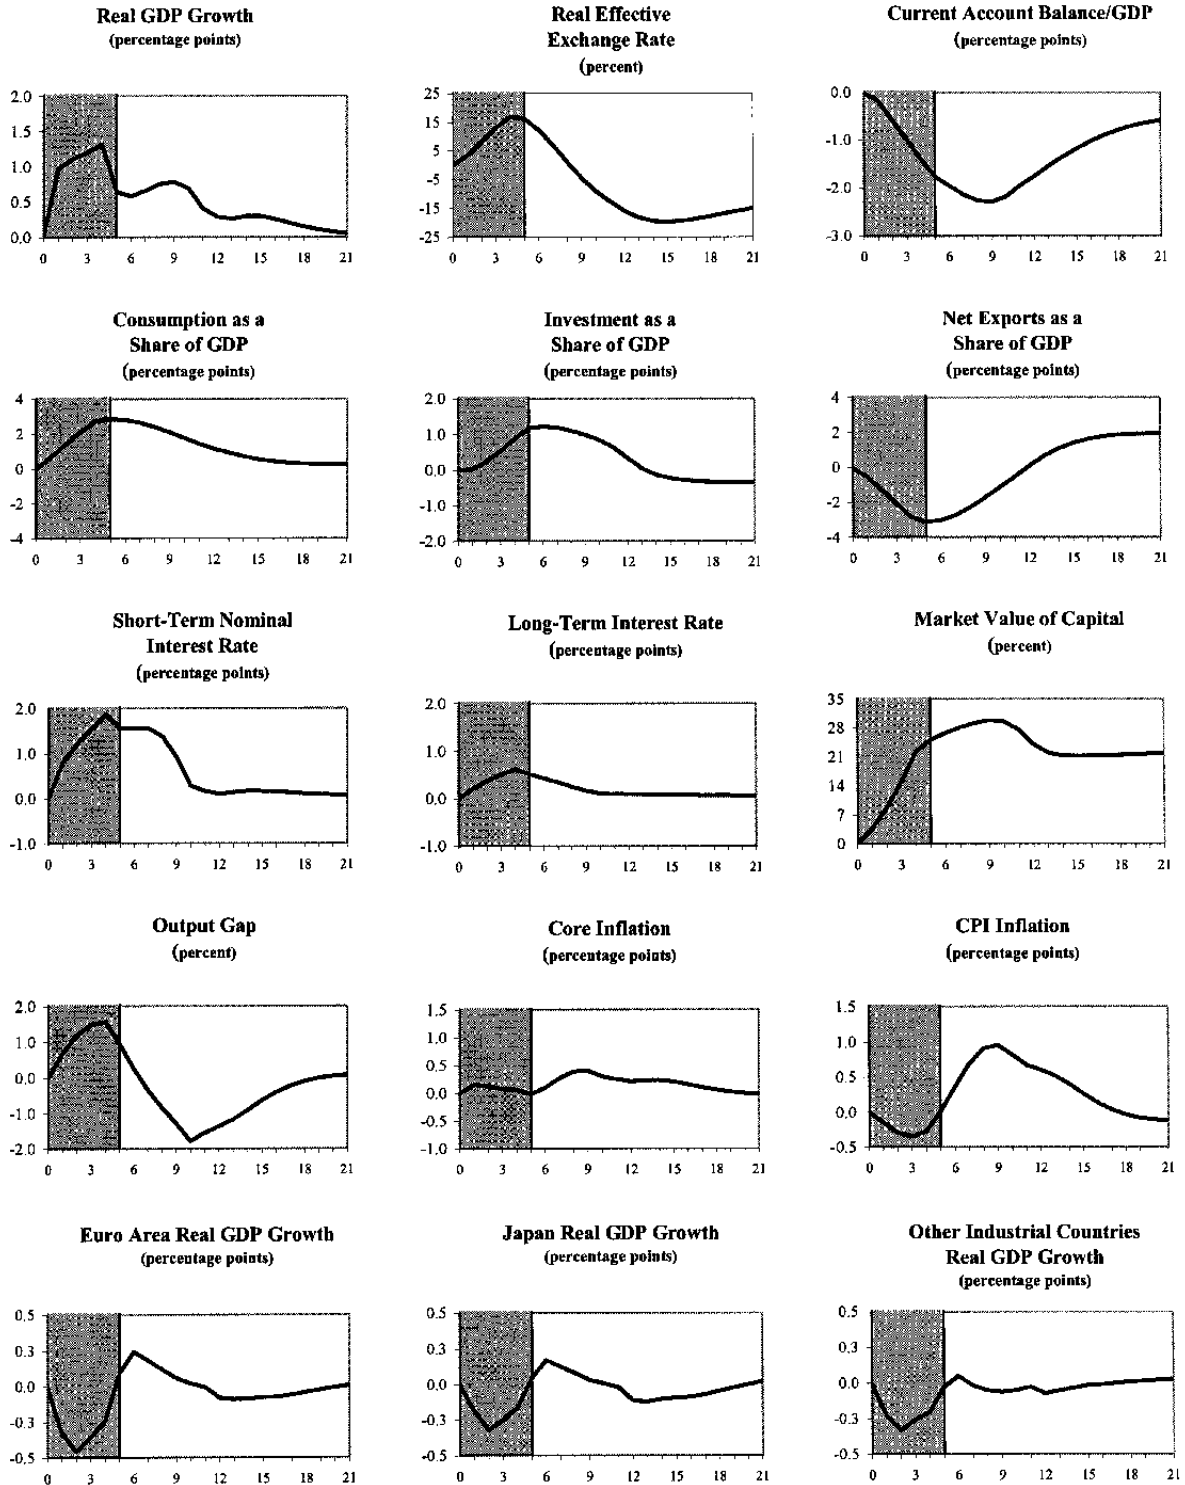 Real GDP Growth
(percentage points)
2.0
1.5
1.0
0.5
0.0
0 3 6 9 12 15 18 21
Real Effective
Exchange Rate
(percent)
25
15
5
-5
-15
-25
0 3 6 9 12 15 18 21
Current Account Balance/GDP
(percentage points)
0.0
-1.0
-2.0
-3.0
0 3 6 9 12 15 18 21
Consumption as a
Share of GDP
(percentage points)
4
2
0
-2
-4
0 3 6 9 12 15 18 21
Investment as a
Share of GDP
(percentage points)
2.0
1.0
0.0
-1.0
-2.0
0 3 6 9 12 15 18 21
Net Exports as a
Share of GDP
(percentage points)
4
2
0
-2
-4
0 3 6 9 12 15 18 21
Short-Term Nominal
Interest Rate
(percentage points)
2.0
1.0
0.0
-1.0
0 3 6 9 12 15 18 21
Long-Term Interest Rate
(percentage points)
2.0
1.0
0.0
-1.0
0 3 6 9 12 15 18 21
Market Value of Capital
(percent)
35
28
21
14
7
0
0 3 6 9 12 15 18 21
Output Gap
(percent)
2.0
1.0
0.0
-1.0
-2.0
0 3 6 9 12 15 18 21
Core Inflation
(percentage points)
1.5
1.0
0.5
0.0
-0.5
-1.0
0 3 6 9 12 15 18 21
CPI Inflation
(percentage points)
1.5
1.0
0.5
0.0
-0.5
0 3 6 9 12 15 18 21
Euro Area Real GDP Growth
(percentage points)
0.5
0.3
0.0
-0.3
-0.5
0 3 6 9 12 15 18 21
Japan Real GDP Growth
(percentage points)
0.5
0.3
0.0
-0.3
-0.5
0 3 6 9 12 15 18 21
Other Industrial Countries
Real GDP Growth
(percentage points)
0.5
0.3
0.0
-0.3
-0.5
0 3 6 9 12 15 18 21